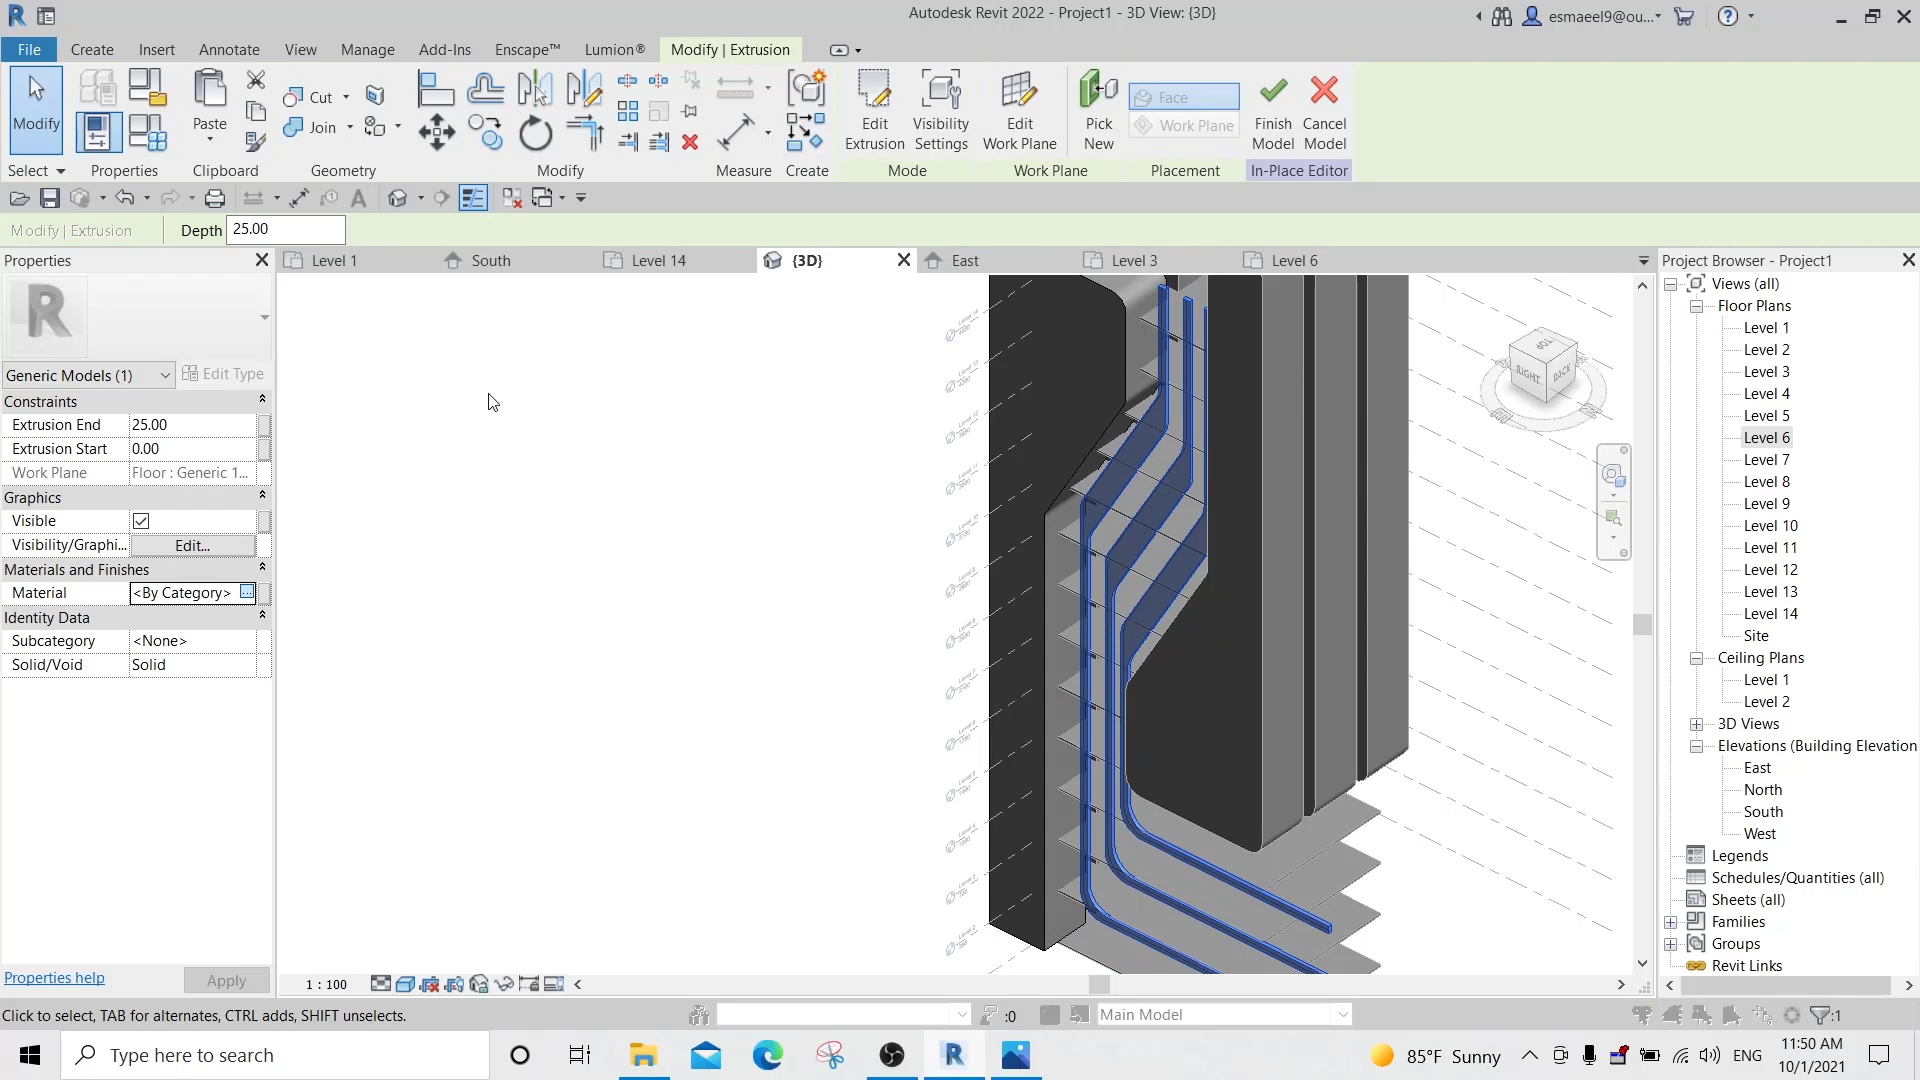 Autodesk Revit 2022 - Project1 - 3D View: {3D}
esmaeel9@ou...
File Create Insert Annotate View Manage Add-Ins Enscape™ Lumion® Modify | Extrusion
Modify
Paste
Cut
Join
Edit Extrusion
Visibility Settings
Edit Work Plane
Pick New
Face
Work Plane
Finish Model
Cancel Model
Select Properties Clipboard Geometry Modify Measure Create Mode Work Plane Placement In-Place Editor
Modify | Extrusion Depth 25.00
Properties
Level 1 South Level 14 {3D} East Level 3 Level 6
Project Browser - Project1
Generic Models (1) Edit Type
Constraints
Extrusion End 25.00
Extrusion Start 0.00
Work Plane Floor : Generic 1...
Graphics
Visible
Visibility/Graphi... Edit...
Materials and Finishes
Material <By Category>
Identity Data
Subcategory <None>
Solid/Void Solid
Properties help Apply
TOP
RIGHT
BACK
Views (all)
Floor Plans
Level 1
Level 2
Level 3
Level 4
Level 5
Level 6
Level 7
Level 8
Level 9
Level 10
Level 11
Level 12
Level 13
Level 14
Site
Ceiling Plans
Level 1
Level 2
3D Views
Elevations (Building Elevation
East
North
South
West
Legends
Schedules/Quantities (all)
Sheets (all)
Families
Groups
Revit Links
1 : 100
Click to select, TAB for alternates, CTRL adds, SHIFT unselects.
:0
Main Model
:1
Type here to search
85°F Sunny
ENG
11:50 AM
10/1/2021